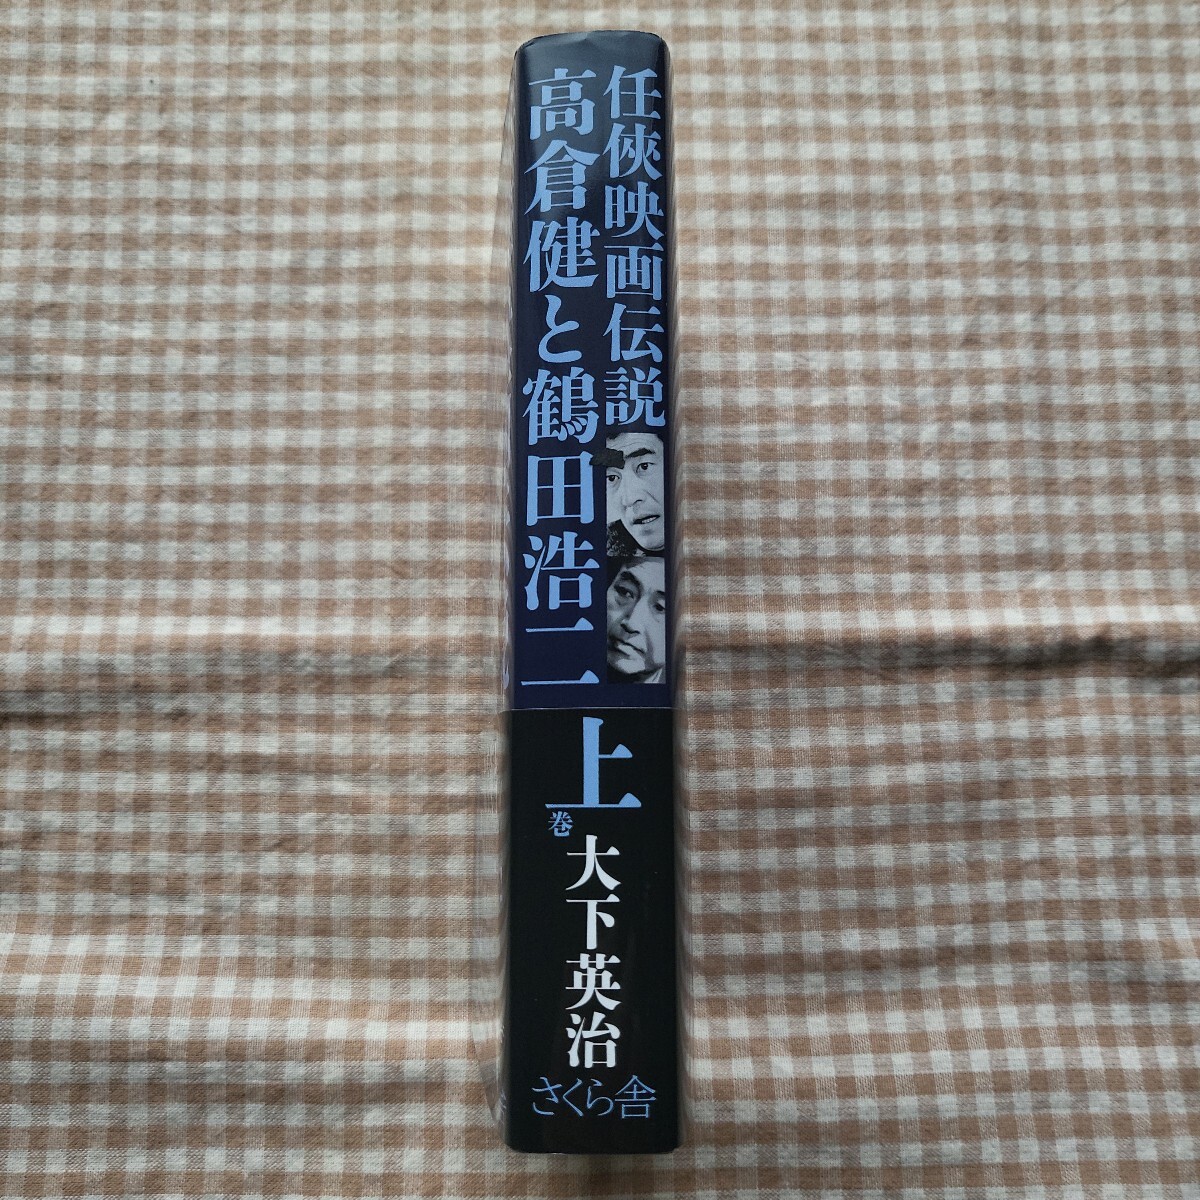 任俠映画伝説
高倉健と鶴田浩二
上巻
大下英治
さくら舎